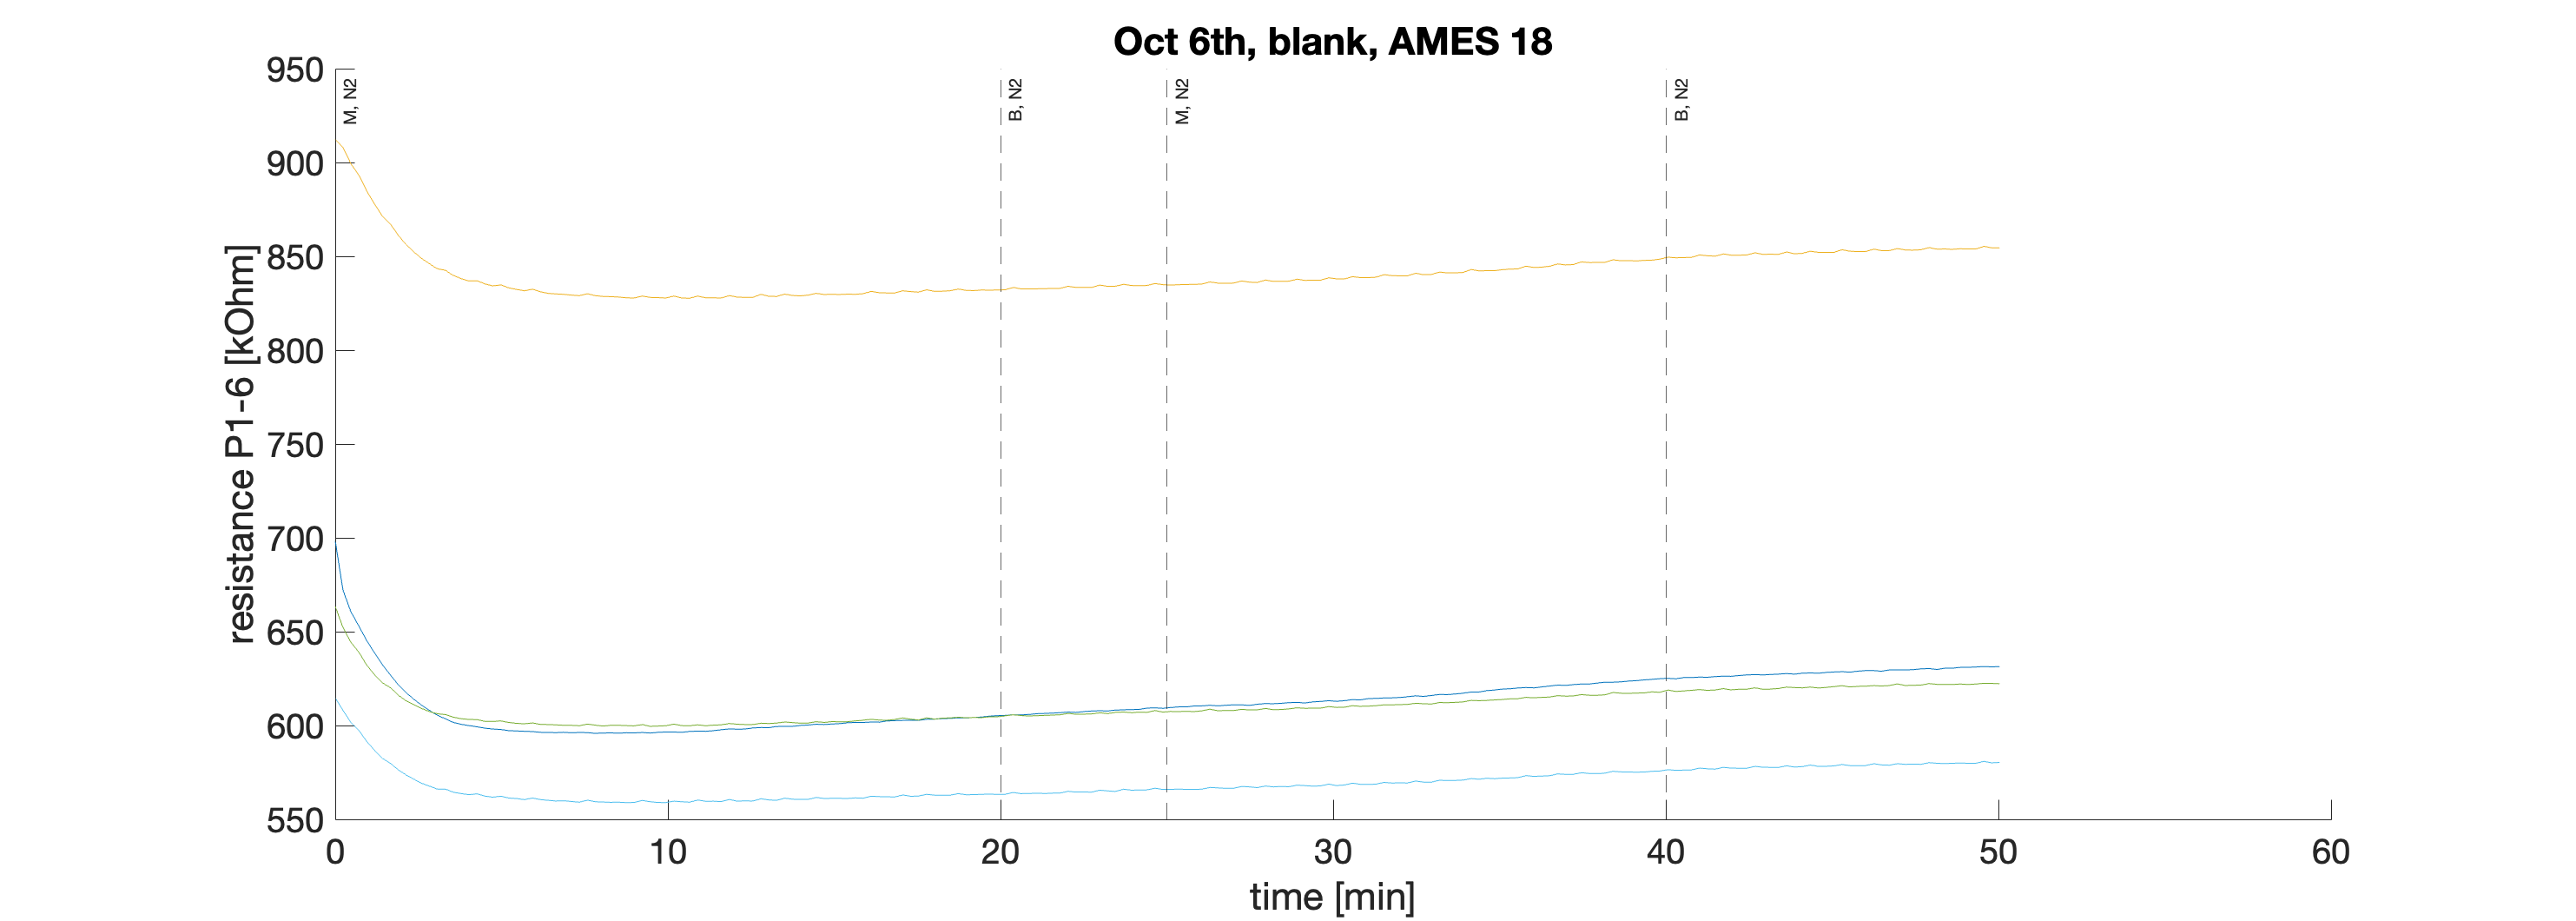 Oct 6th, blank, AMES 18
resistance P1-6 [kOhm]
950
900
850
800
750
700
650
600
550
M, N2
B, N2
M, N2
B, N2
0 10 20 30 40 50 60
time [min]